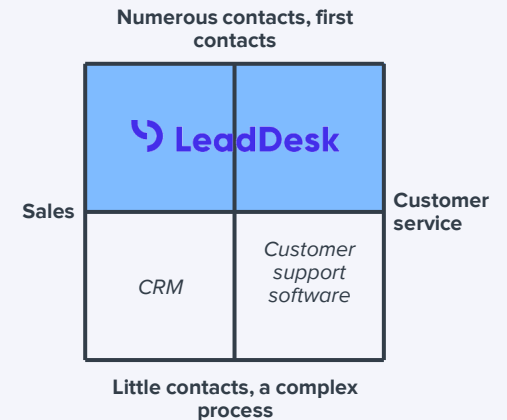 Numerous contacts, first
contacts
LeadDesk
Sales
Customer
service
CRM
Customer
support
software
Little contacts, a complex
process